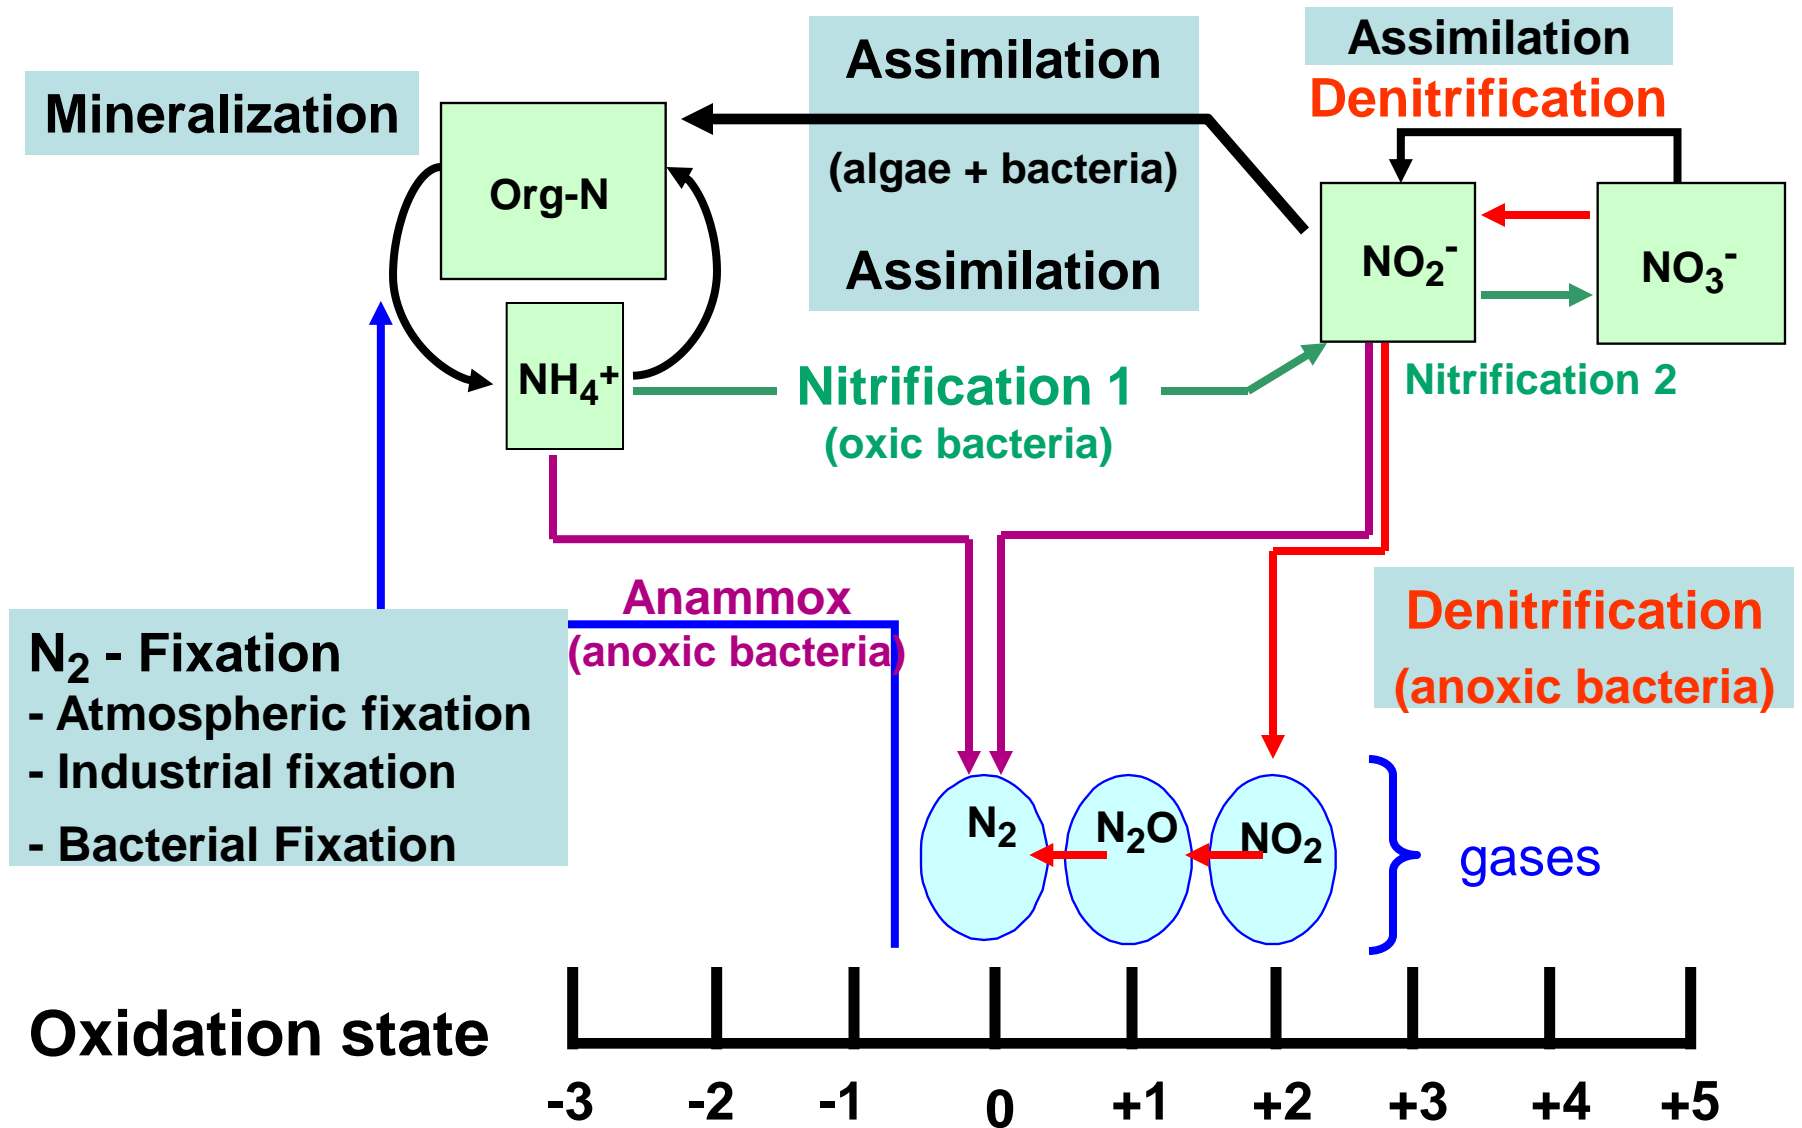 Assimilation
Assimilation
Denitrification
Mineralization
(algae + bacteria)
Org-N
Assimilation
NO₂⁻
NO₃⁻
NH₄⁺
Nitrification 1
(oxic bacteria)
Nitrification 2
Anammox
(anoxic bacteria)
Denitrification
(anoxic bacteria)
N₂ - Fixation
- Atmospheric fixation
- Industrial fixation
- Bacterial Fixation
N₂
N₂O
NO₂
gases
Oxidation state
-3 -2 -1 0 +1 +2 +3 +4 +5